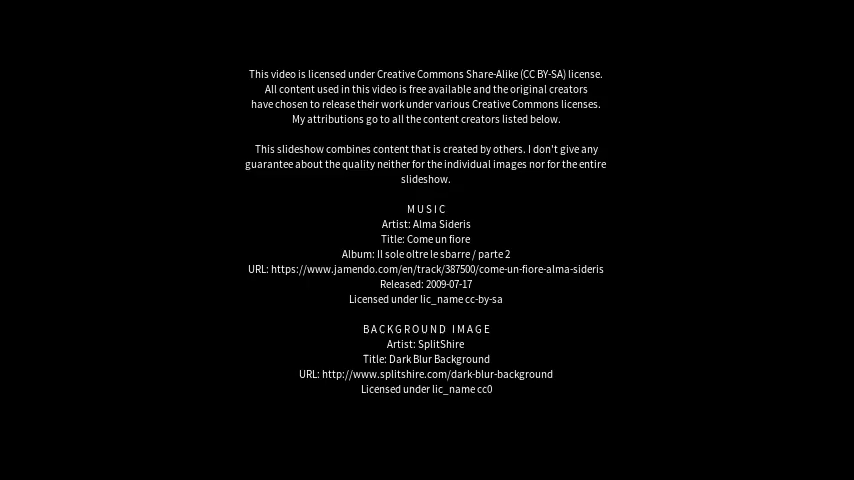 This video is licensed under Creative Commons Share-Alike (CC BY-SA) license.
All content used in this video is free available and the original creators
have chosen to release their work under various Creative Commons licenses.
My attributions go to all the content creators listed below.
This slideshow combines content that is created by others. I don't give any
guarantee about the quality neither for the individual images nor for the entire
slideshow.
MUSIC
Artist: Alma Sideris
Title: Come un fiore
Album: Il sole oltre le sbarre / parte 2
URL: https://www.jamendo.com/en/track/387500/come-un-fiore-alma-sideris
Released: 2009-07-17
Licensed under lic_name cc-by-sa
BACKGROUND IMAGE
Artist: SplitShire
Title: Dark Blur Background
URL: http://www.splitshire.com/dark-blur-background
Licensed under lic_name cc0